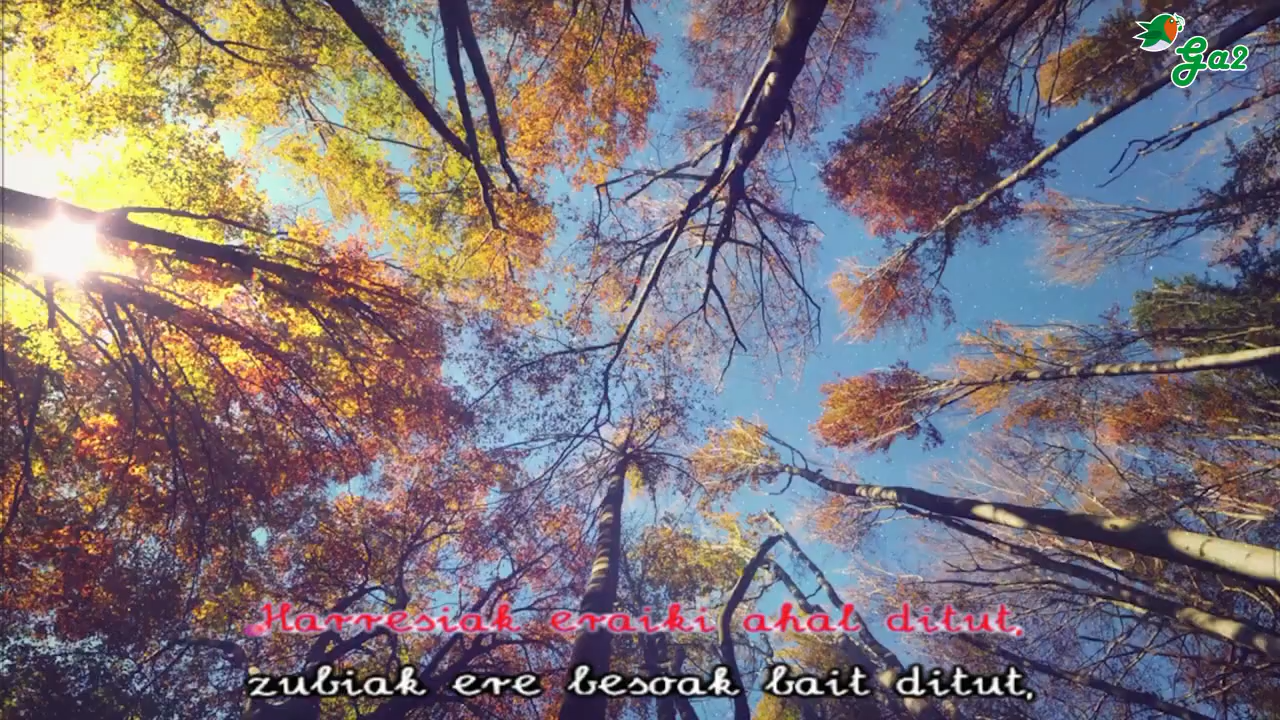 Ga2
Harresiak eraiki ahal ditut,
zubiak ere besoak bait ditut,